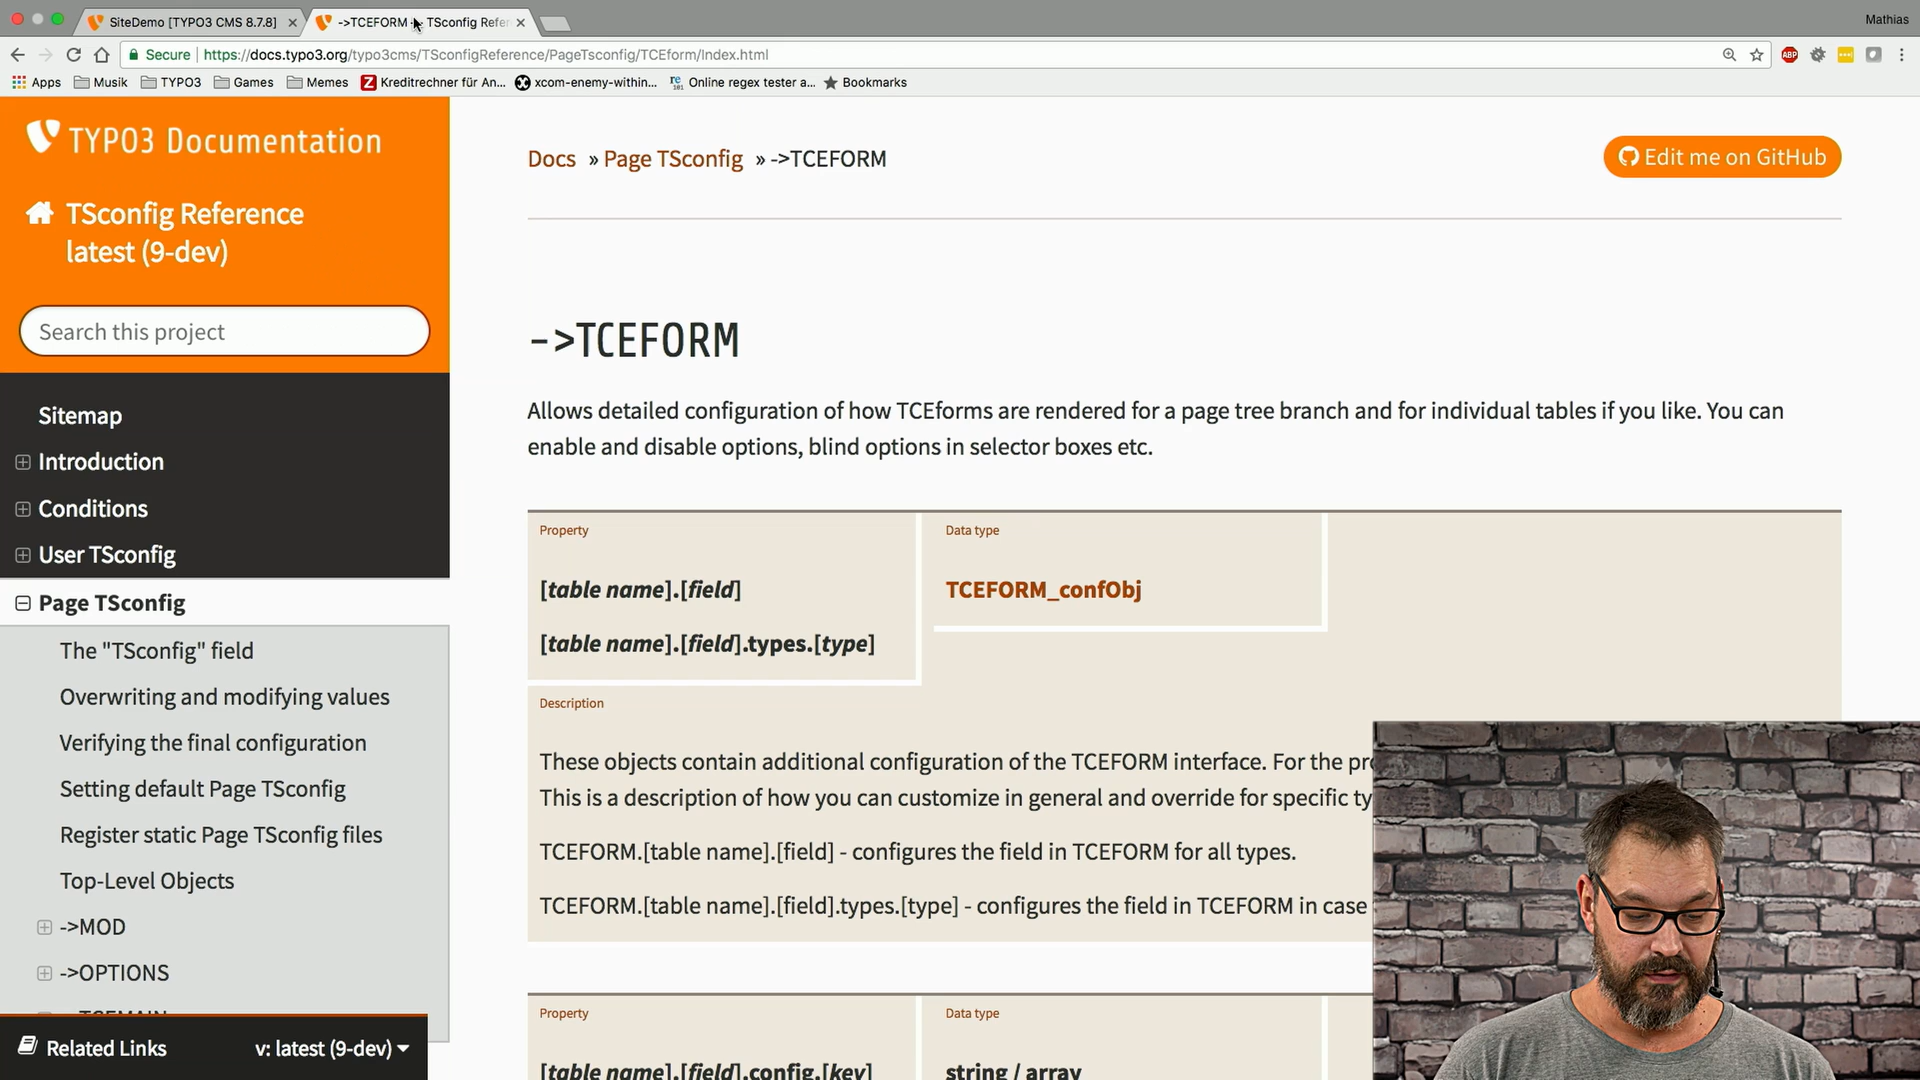 SiteDemo [TYPO3 CMS 8.7.8]
->TCEFORM — TSconfig Refer
Mathias
Secure
https://docs.typo3.org/typo3cms/TSconfigReference/PageTsconfig/TCEform/Index.html
ABP
Apps
Musik
TYPO3
Games
Memes
Z Kreditrechner für An...
xcom-enemy-within...
Online regex tester a...
Bookmarks
TYPO3 Documentation
TSconfig Reference
latest (9-dev)
Search this project
Sitemap
Introduction
Conditions
User TSconfig
Page TSconfig
The "TSconfig" field
Overwriting and modifying values
Verifying the final configuration
Setting default Page TSconfig
Register static Page TSconfig files
Top-Level Objects
->MOD
->OPTIONS
Related Links
v: latest (9-dev)
Docs » Page TSconfig » ->TCEFORM
Edit me on GitHub
->TCEFORM
Allows detailed configuration of how TCEforms are rendered for a page tree branch and for individual tables if you like. You can
enable and disable options, blind options in selector boxes etc.
Property
[table name].[field]
[table name].[field].types.[type]
Data type
TCEFORM_confObj
Description
These objects contain additional configuration of the TCEFORM interface. For the pr
This is a description of how you can customize in general and override for specific ty
TCEFORM.[table name].[field] - configures the field in TCEFORM for all types.
TCEFORM.[table name].[field].types.[type] - configures the field in TCEFORM in case
Property
[table name].[field].config.[key]
Data type
string / array